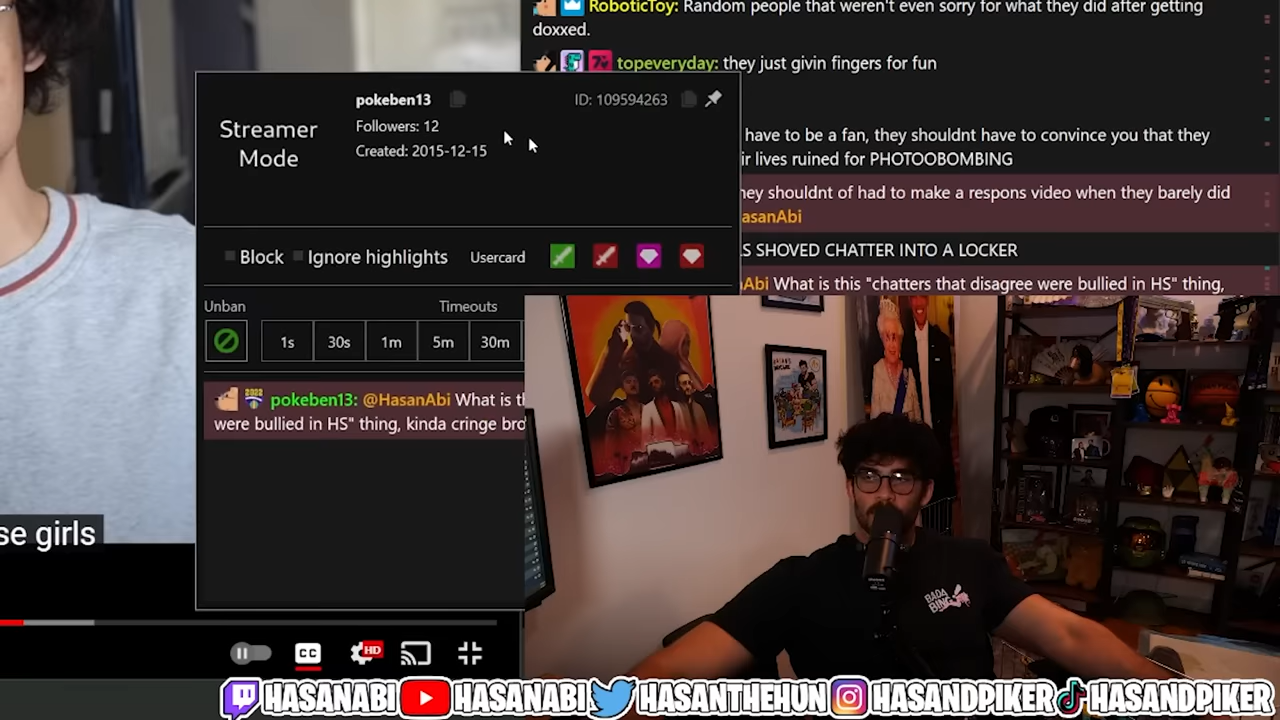 RoboticToy: Random people that weren't even sorry for what they did after getting
doxxed.
topeveryday: they just givin fingers for fun
pokeben13
ID: 109594263
Streamer
Mode
Followers: 12
Created: 2015-12-15
have to be a fan, they shouldnt have to convince you that they
ir lives ruined for PHOTOOBOMBING
hey shouldnt of had to make a respons video when they barely did
asanAbi
S SHOVED CHATTER INTO A LOCKER
Abi What is this "chatters that disagree were bullied in HS" thing,
Block Ignore highlights Usercard
Unban Timeouts
1s 30s 1m 5m 30m
pokeben13: @HasanAbi What is th
were bullied in HS" thing, kinda cringe bro
se girls
BADA
BING
CC HD
HASANABI HASANABI HASANTHEHUN HASANDPIKER HASANDPIKER